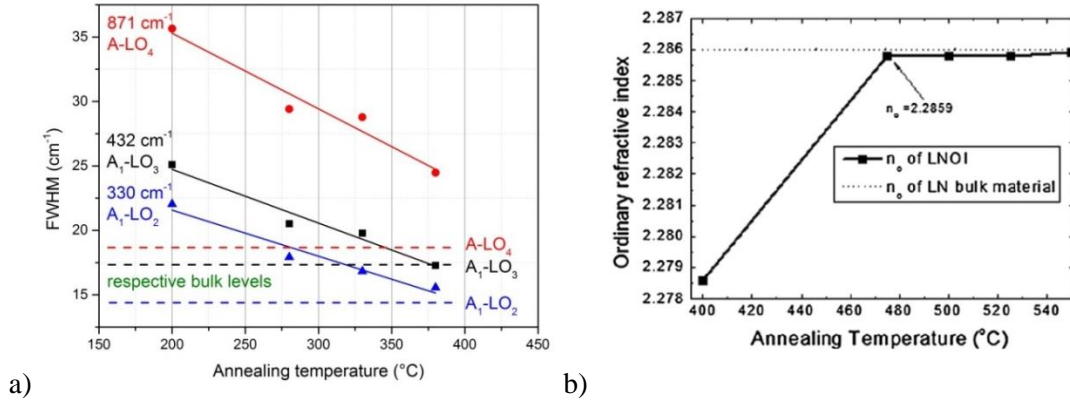 871 cm⁻¹
A-LO₄
432 cm⁻¹
A₁-LO₃
330 cm⁻¹
A₁-LO₂
respective bulk levels
A-LO₄
A₁-LO₃
A₁-LO₂
FWHM (cm⁻¹)
35
30
25
20
15
150 200 250 300 350 400 450
Annealing temperature (°C)
a)
Ordinary refractive index
2.287
2.286
2.285
2.284
2.283
2.282
2.281
2.280
2.279
2.278
nₒ=2.2859
nₒ of LNOI
nₒ of LN bulk material
400 420 440 460 480 500 520 540
Annealing Temperature (°C)
b)